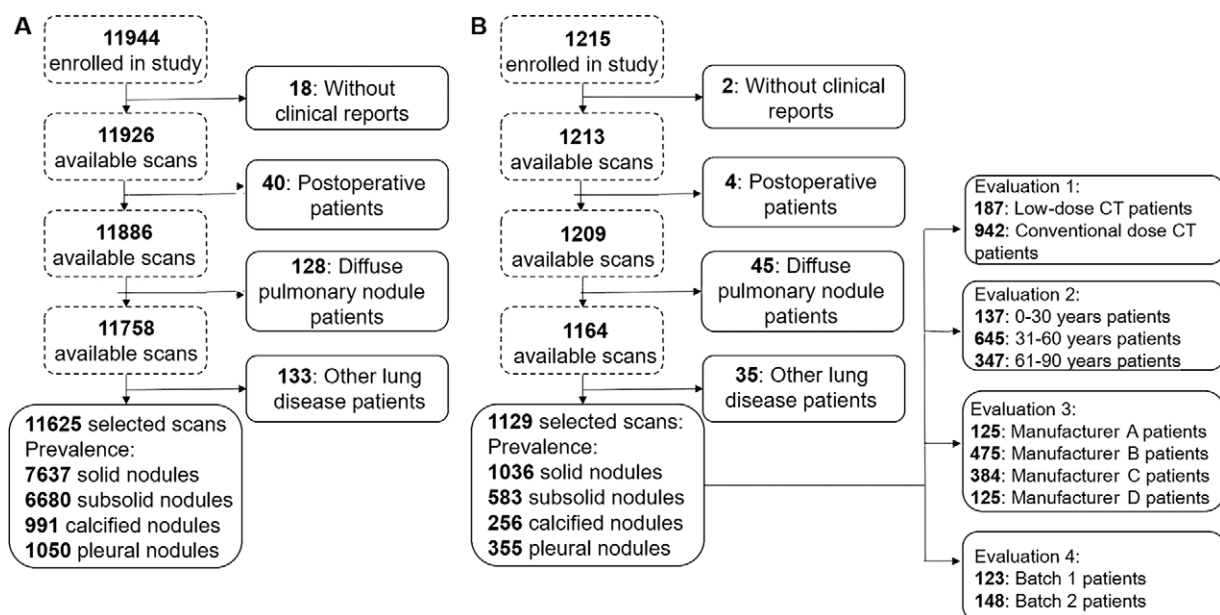 A
11944
enrolled in study
18: Without
clinical reports
11926
available scans
40: Postoperative
patients
11886
available scans
128: Diffuse
pulmonary nodule
patients
11758
available scans
133: Other lung
disease patients
11625 selected scans
Prevalence:
7637 solid nodules
6680 subsolid nodules
991 calcified nodules
1050 pleural nodules
B
1215
enrolled in study
2: Without clinical
reports
1213
available scans
4: Postoperative
patients
1209
available scans
45: Diffuse
pulmonary nodule
patients
1164
available scans
35: Other lung
disease patients
1129 selected scans:
Prevalence:
1036 solid nodules
583 subsolid nodules
256 calcified nodules
355 pleural nodules
Evaluation 1:
187: Low-dose CT patients
942: Conventional dose CT
patients
Evaluation 2:
137: 0-30 years patients
645: 31-60 years patients
347: 61-90 years patients
Evaluation 3:
125: Manufacturer A patients
475: Manufacturer B patients
384: Manufacturer C patients
125: Manufacturer D patients
Evaluation 4:
123: Batch 1 patients
148: Batch 2 patients